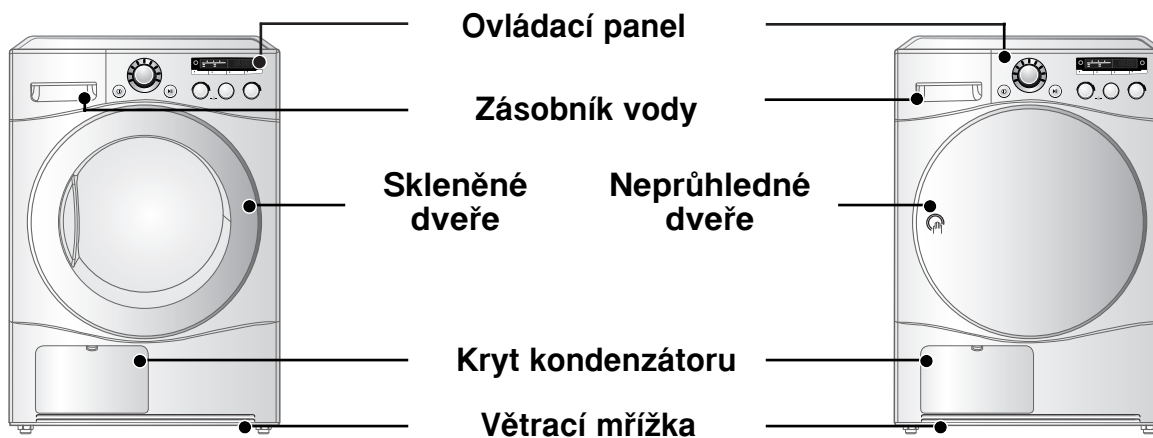 Ovládací panel
Zásobník vody
Skleněné
dveře
Neprůhledné
dveře
Kryt kondenzátoru
Větrací mřížka